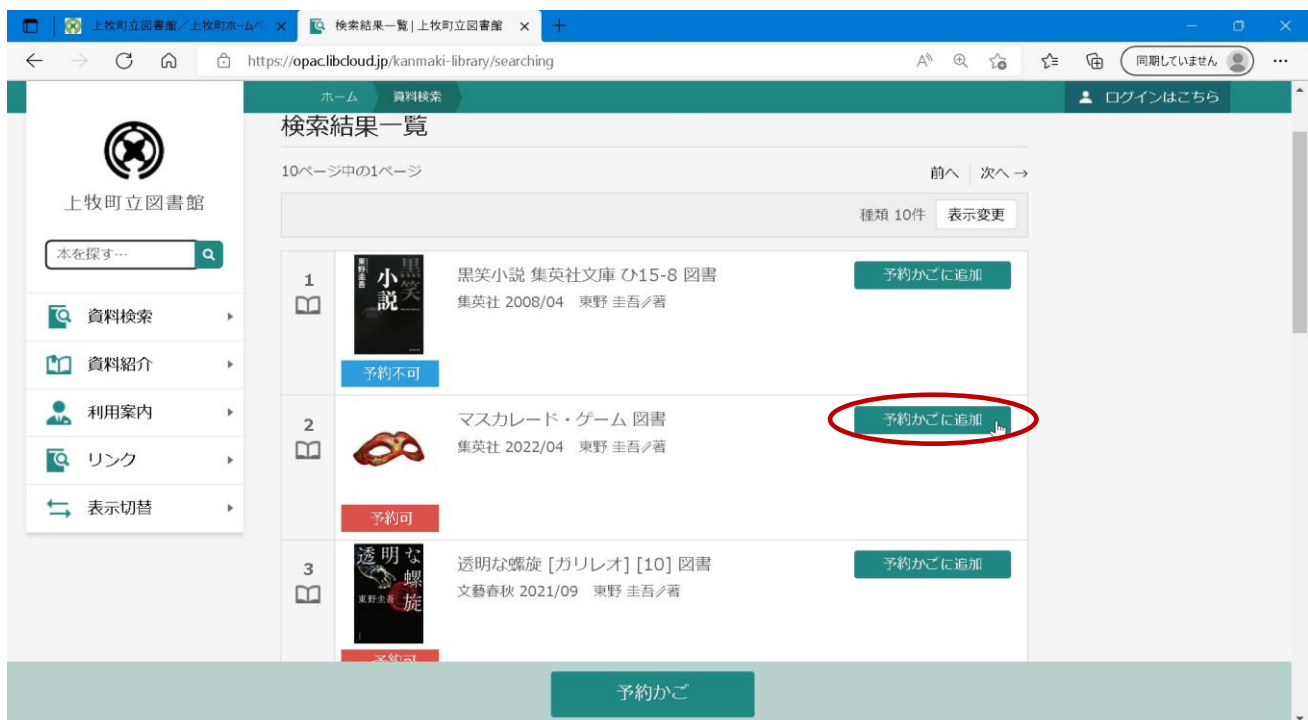 上牧町立図書館／上牧町ホームペ
検索結果一覧 | 上牧町立図書館
https://opac.libcloud.jp/kanmaki-library/searching
同期していません
ホーム 資料検索
ログインはこちら
上牧町立図書館
本を探す…
資料検索
資料紹介
利用案内
リンク
表示切替
検索結果一覧
10ページ中の1ページ
前へ 次へ →
種類 10件 表示変更
1
黒笑小説
東野圭吾
黒笑小説 集英社文庫 ひ15-8 図書
集英社 2008/04 東野 圭吾／著
予約かごに追加
予約不可
2
マスカレード・ゲーム 図書
集英社 2022/04 東野 圭吾／著
予約かごに追加
予約可
3
透明な螺旋
東野圭吾
透明な螺旋 [ガリレオ] [10] 図書
文藝春秋 2021/09 東野 圭吾／著
予約かごに追加
予約可
予約かご